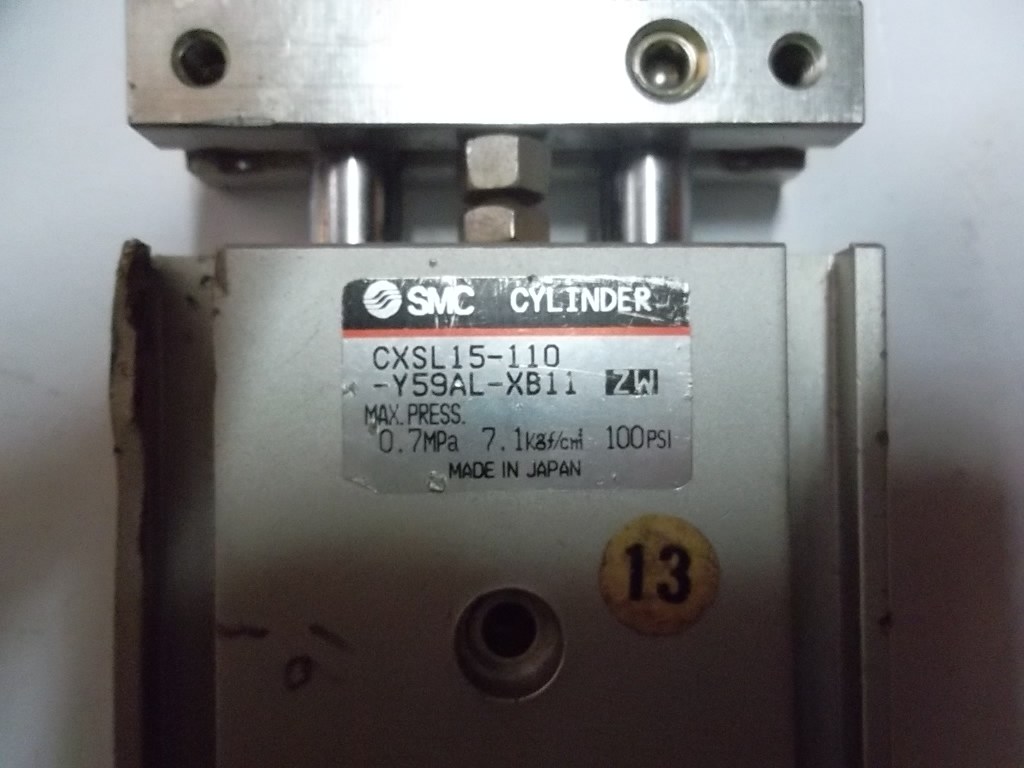 SMC CYLINDER
CXSL15-110
-Y59AL-XB11 ZW
MAX.PRESS.
0.7MPa 7.1kgf/cm² 100PSI
MADE IN JAPAN
13